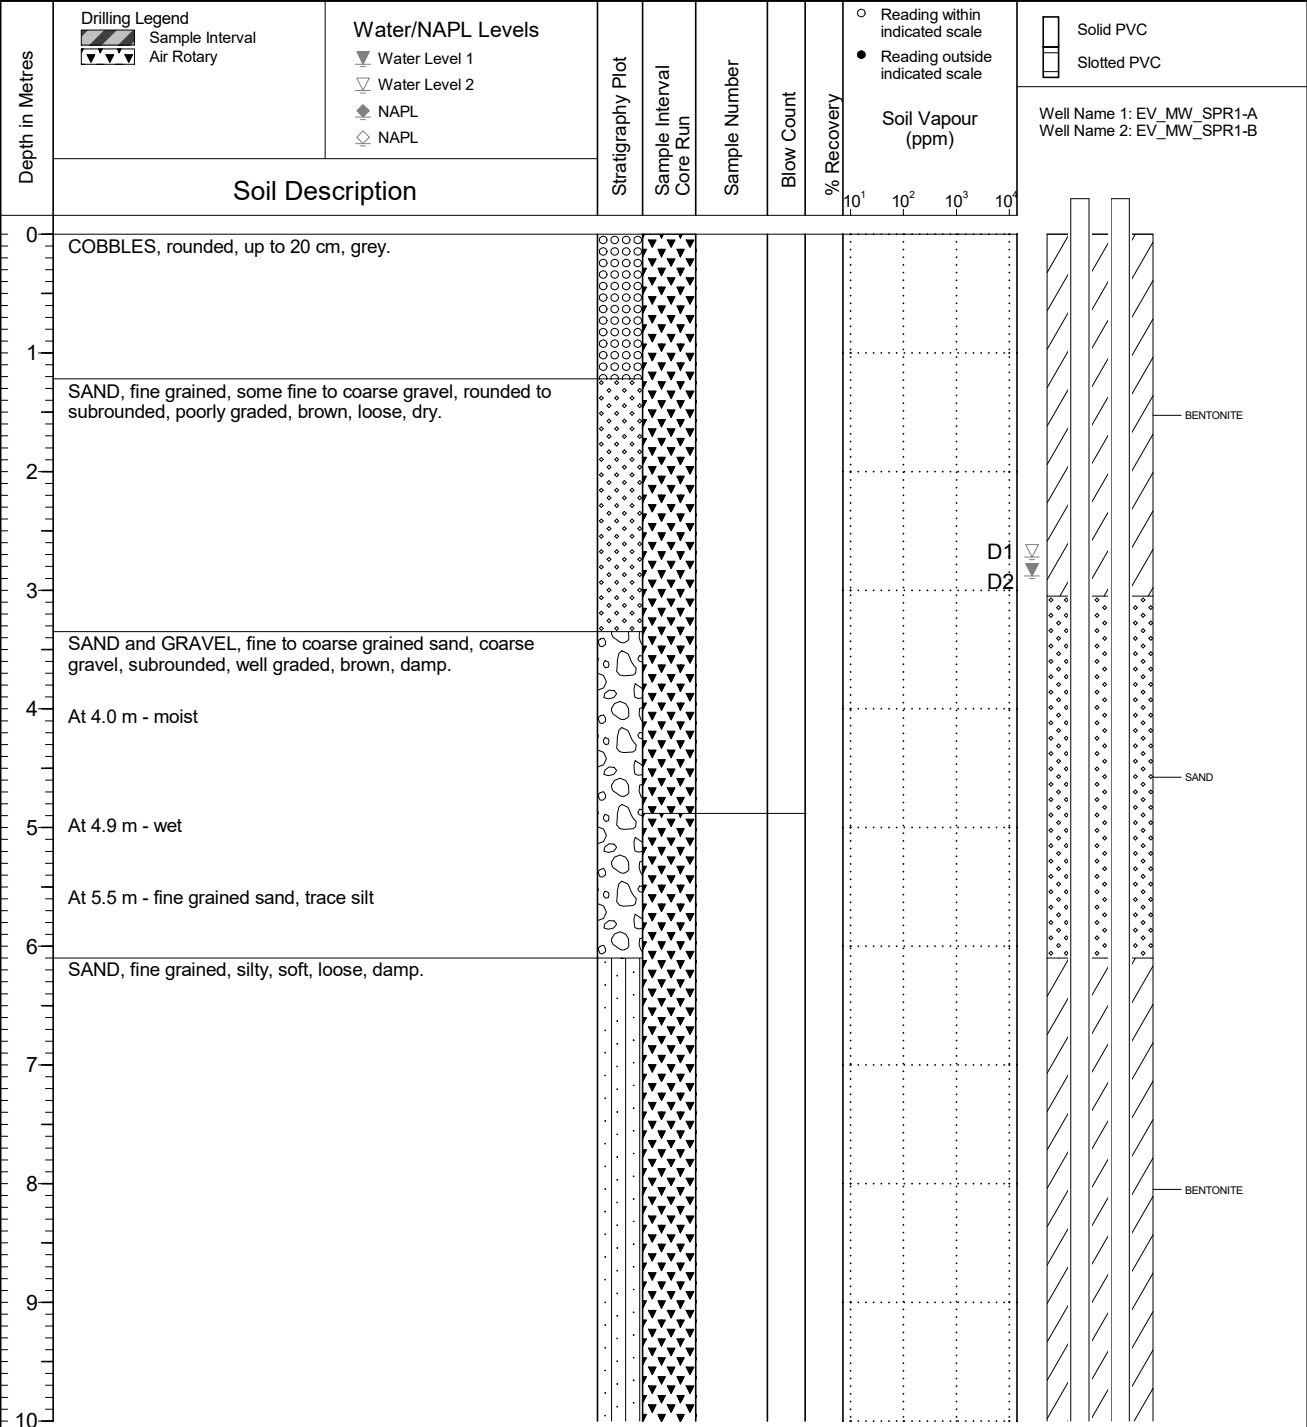 Drilling Legend
Sample Interval
Air Rotary
Water/NAPL Levels
Water Level 1
Water Level 2
NAPL
NAPL
Depth in Metres
Soil Description
Stratigraphy Plot
Sample Interval
Core Run
Sample Number
Blow Count
% Recovery
Reading within
indicated scale
Reading outside
indicated scale
Soil Vapour
(ppm)
10¹ 10² 10³ 10⁴
Solid PVC
Slotted PVC
Well Name 1: EV_MW_SPR1-A
Well Name 2: EV_MW_SPR1-B
0
COBBLES, rounded, up to 20 cm, grey.
1
SAND, fine grained, some fine to coarse gravel, rounded to
subrounded, poorly graded, brown, loose, dry.
BENTONITE
2
D1
D2
3
SAND and GRAVEL, fine to coarse grained sand, coarse
gravel, subrounded, well graded, brown, damp.
4
At 4.0 m - moist
SAND
5
At 4.9 m - wet
At 5.5 m - fine grained sand, trace silt
6
SAND, fine grained, silty, soft, loose, damp.
7
8
BENTONITE
9
10